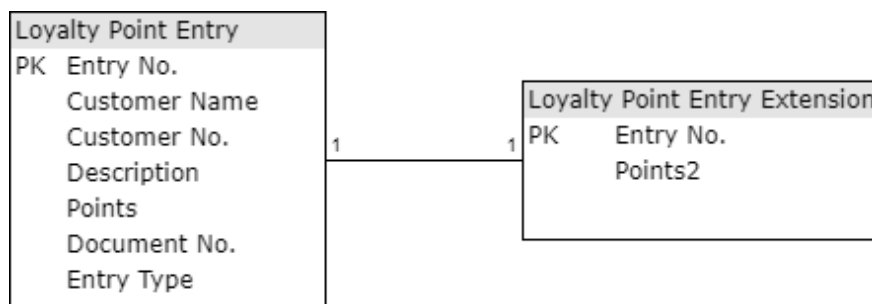 Loyalty Point Entry
PK Entry No.
Customer Name
Customer No.
Description
Points
Document No.
Entry Type
1
1
Loyalty Point Entry Extension
PK Entry No.
Points2